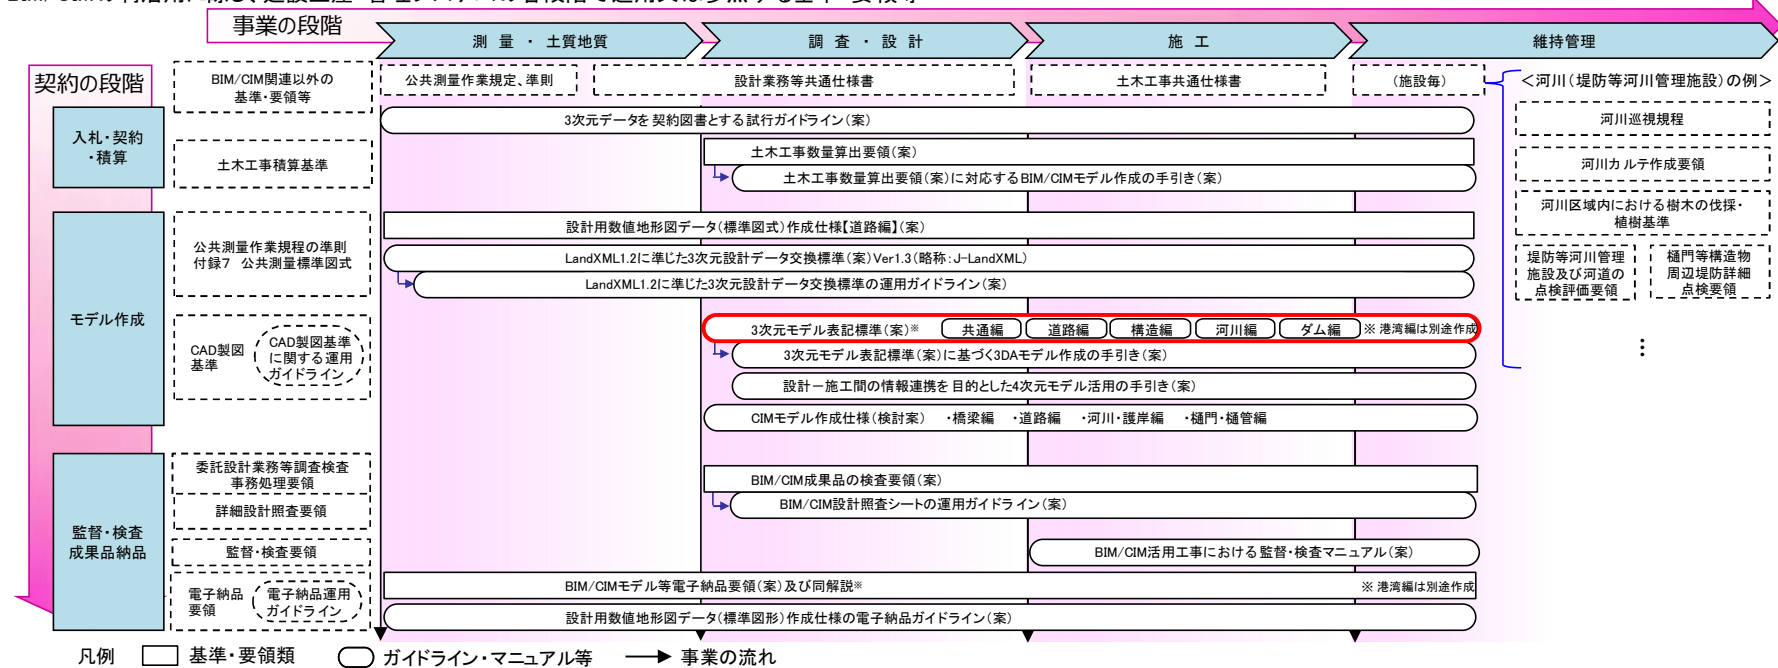 事業の段階
測 量 ・ 土質地質
調 査 ・ 設 計
施 工
維持管理
契約の段階
BIM/CIM関連以外の
基準・要領等
公共測量作業規定、準則
設計業務等共通仕様書
土木工事共通仕様書
(施設毎)
<河川(堤防等河川管理施設)の例>
入札・契約
・積算
土木工事積算基準
3次元データを契約図書とする試行ガイドライン(案)
土木工事数量算出要領(案)
土木工事数量算出要領(案)に対応するBIM/CIMモデル作成の手引き(案)
河川巡視規程
河川カルテ作成要領
河川区域内における樹木の伐採・
植樹基準
堤防等河川管理
施設及び河道の
点検評価要領
樋門等構造物
周辺堤防詳細
点検要領
⋮
モデル作成
公共測量作業規程の準則
付録7 公共測量標準図式
設計用数値地形図データ(標準図式)作成仕様【道路編】(案)
LandXML1.2に準じた3次元設計データ交換標準(案)Ver1.3(略称:J-LandXML)
LandXML1.2に準じた3次元設計データ交換標準の運用ガイドライン(案)
CAD製図
基準
CAD製図基準
に関する運用
ガイドライン
3次元モデル表記標準(案)※ 共通編 道路編 構造編 河川編 ダム編 ※ 港湾編は別途作成
3次元モデル表記標準(案)に基づく3DAモデル作成の手引き(案)
設計-施工間の情報連携を目的とした4次元モデル活用の手引き(案)
CIMモデル作成仕様(検討案) ・橋梁編 ・道路編 ・河川・護岸編 ・樋門・樋管編
監督・検査
成果品納品
委託設計業務等調査検査
事務処理要領
詳細設計照査要領
監督・検査要領
電子納品
要領
電子納品運用
ガイドライン
BIM/CIM成果品の検査要領(案)
BIM/CIM設計照査シートの運用ガイドライン(案)
BIM/CIM活用工事における監督・検査マニュアル(案)
BIM/CIMモデル等電子納品要領(案)及び同解説※ ※ 港湾編は別途作成
設計用数値地形図データ(標準図形)作成仕様の電子納品ガイドライン(案)
凡例 基準・要領類 ガイドライン・マニュアル等 事業の流れ